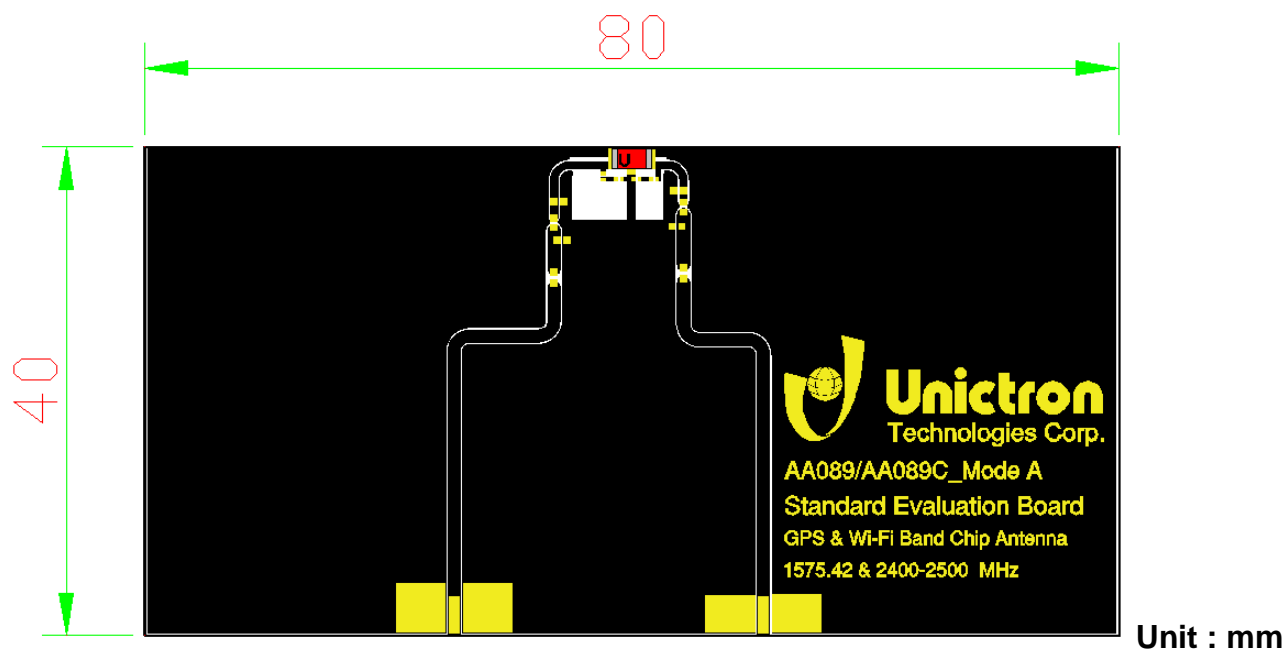 80
40
U
Unictron
Technologies Corp.
AA089/AA089C_Mode A
Standard Evaluation Board
GPS & Wi-Fi Band Chip Antenna
1575.42 & 2400-2500 MHz
Unit : mm